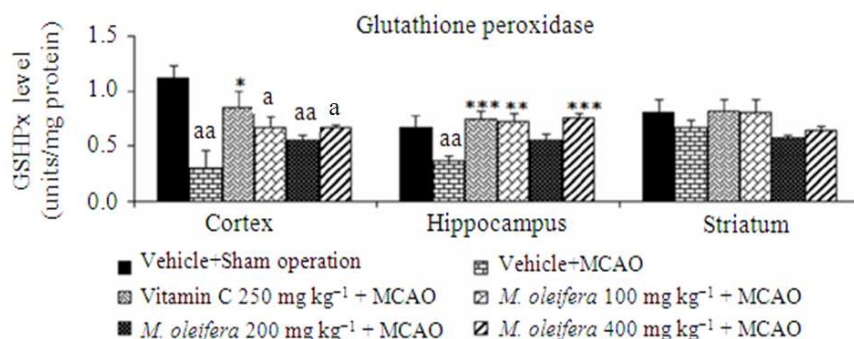 Glutathione peroxidase
GSHPx level
(units/mg protein)
1.5
1.0
0.5
0.0
aa
*
a
aa
a
aa
***
**
***
Cortex
Hippocampus
Striatum
Vehicle+Sham operation
Vehicle+MCAO
Vitamin C 250 mg kg⁻¹ + MCAO
M. oleifera 100 mg kg⁻¹ + MCAO
M. oleifera 200 mg kg⁻¹ + MCAO
M. oleifera 400 mg kg⁻¹ + MCAO